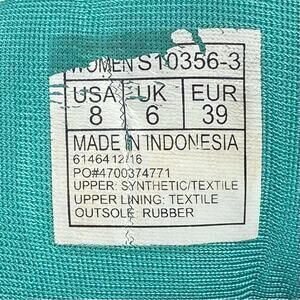 WOMEN S10356-3
USA UK EUR
8 6 39
MADE IN INDONESIA
6146412/16
PO#4700374771
UPPER: SYNTHETIC/TEXTILE
UPPER LINING: TEXTILE
OUTSOLE: RUBBER